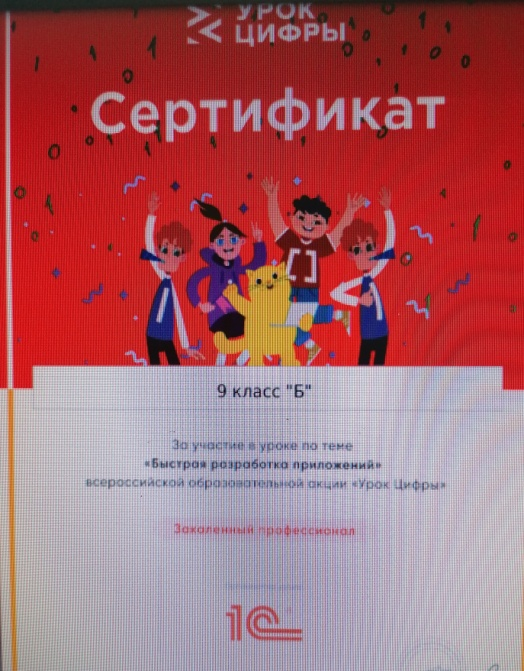 УРОК
ЦИФРЫ
Сертификат
9 класс "Б"
За участие в уроке по теме
«Быстрая разработка приложений»
всероссийской образовательной акции «Урок Цифры»
Закаленный профессионал
1С